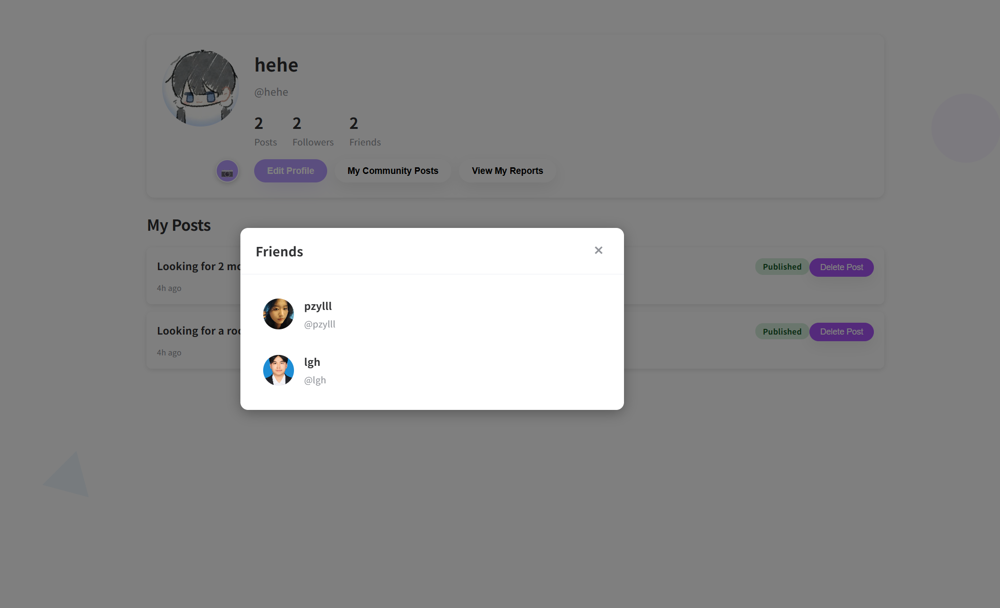 hehe
@hehe
2 2 2
Posts Followers Friends
Edit Profile My Community Posts View My Reports
My Posts
Friends ×
Looking for 2 Published Delete Post
4h ago
pzylll
@pzylll
Looking for a Published Delete Post
4h ago
lgh
@lgh